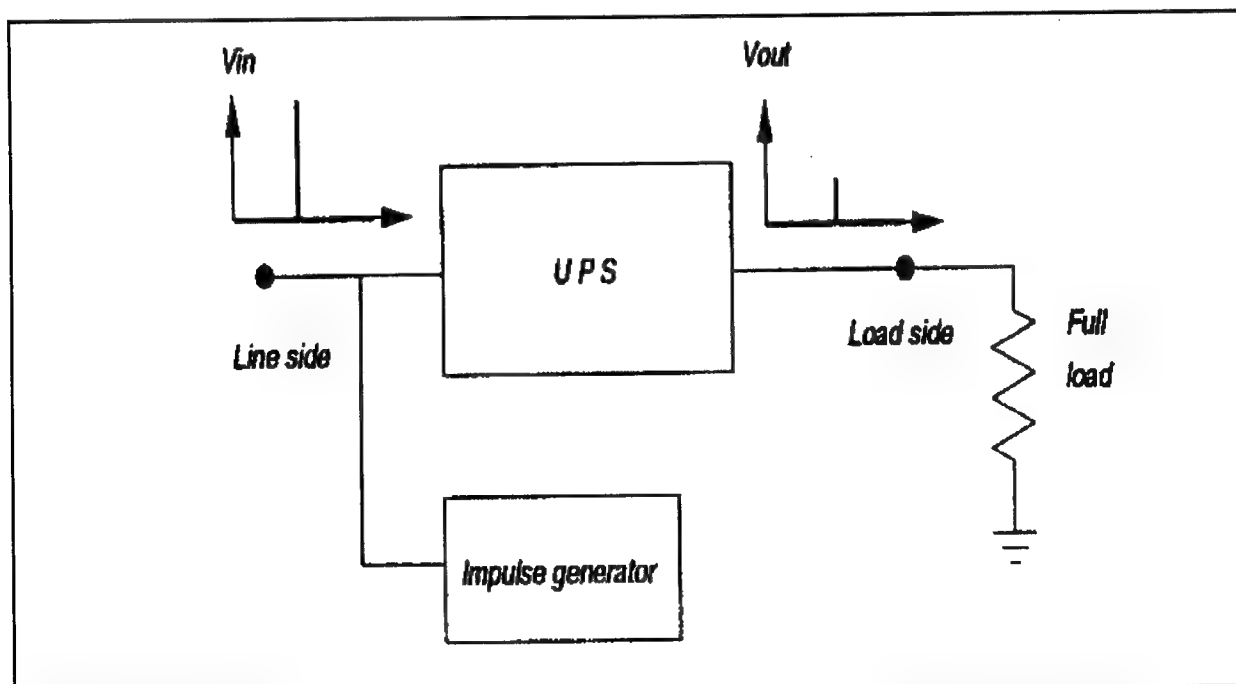 Vin
Vout
UPS
Line side
Load side
Full
load
Impulse generator